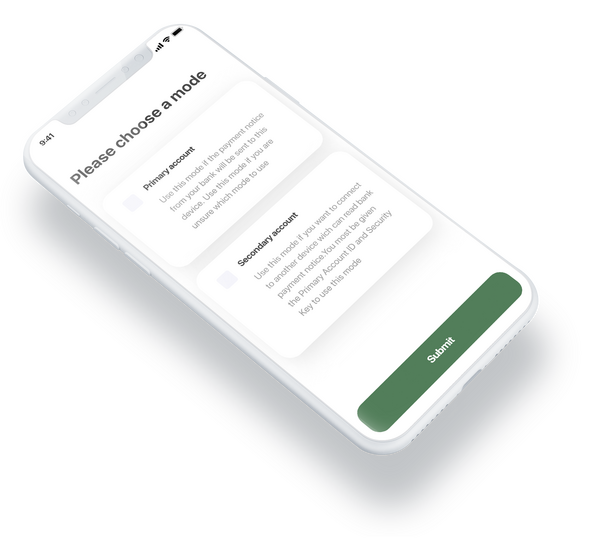 9:41
Please choose a mode
Primary account
Use this mode if the payment notice
from your bank will be sent to this
device. Use this mode if you are
unsure which mode to use
Secondary account
Use this mode if you want to connect
to another device wich can read bank
payment notice.You most be given
the Primary Account ID and Security
Key to use this mode
Submit